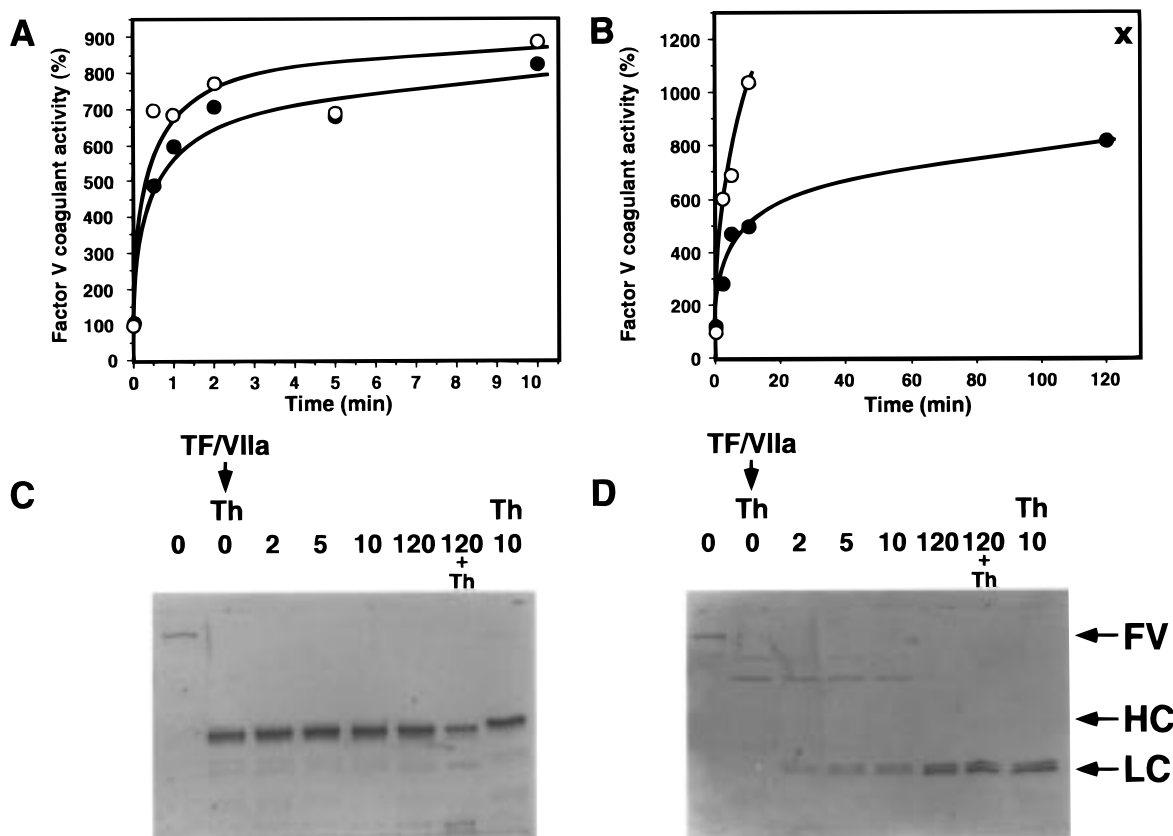 A
Factor V coagulant activity (%)
900
800
700
600
500
400
300
200
100
0
0 1 2 3 4 5 6 7 8 9 10
Time (min)
B
Factor V coagulant activity (%)
1200
1000
800
600
400
200
0
x
0 20 40 60 80 100 120
Time (min)
C
TF/VIIa
Th Th
0 0 2 5 10 120 120 10
+
Th
D
TF/VIIa
Th Th
0 0 2 5 10 120 120 10
+
Th
FV
HC
LC